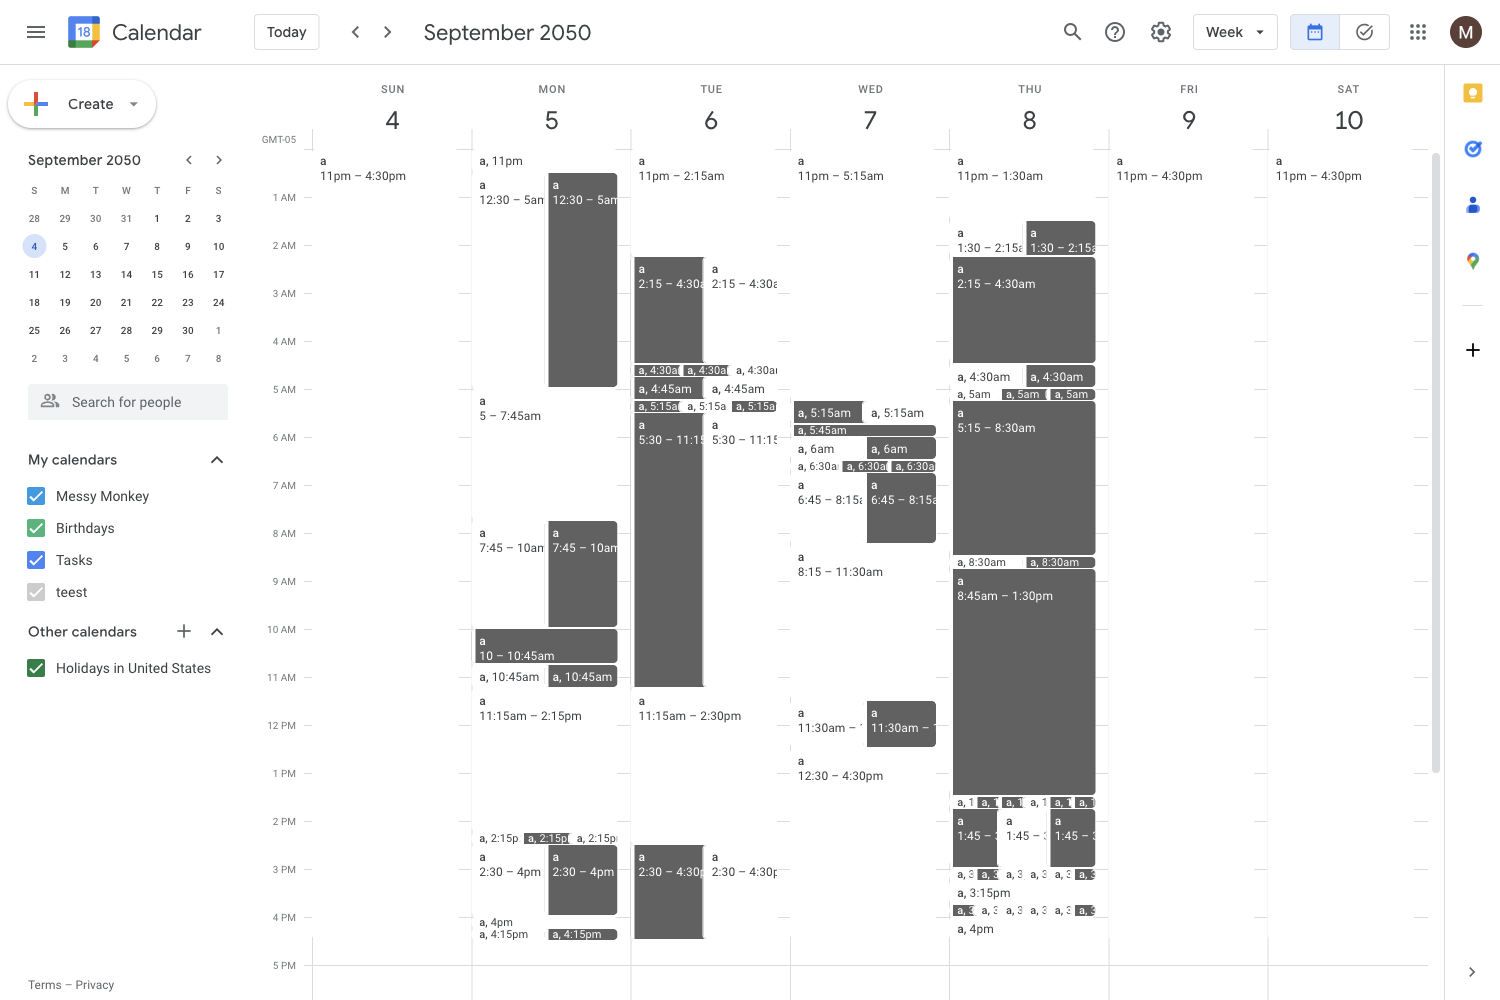 18 Calendar Today September 2050 Week M
Create
SUN MON TUE WED THU FRI SAT
4 5 6 7 8 9 10
GMT-05
September 2050
S M T W T F S
28 29 30 31 1 2 3
4 5 6 7 8 9 10
11 12 13 14 15 16 17
18 19 20 21 22 23 24
25 26 27 28 29 30 1
2 3 4 5 6 7 8
Search for people
My calendars
Messy Monkey
Birthdays
Tasks
teest
Other calendars
Holidays in United States
Terms – Privacy
1 AM
2 AM
3 AM
4 AM
5 AM
6 AM
7 AM
8 AM
9 AM
10 AM
11 AM
12 PM
1 PM
2 PM
3 PM
4 PM
5 PM
a
11pm – 4:30pm
a, 11pm
a
12:30 – 5am
a
12:30 – 5am
a
5 – 7:45am
a
7:45 – 10am
a
7:45 – 10am
a
10 – 10:45am
a, 10:45am
a, 10:45am
a
11:15am – 2:15pm
a, 2:15p
a, 2:15p
a, 2:15p
a
2:30 – 4pm
a
2:30 – 4pm
a, 4pm
a, 4:15pm
a, 4:15pm
a
11pm – 2:15am
a
2:15 – 4:30a
a
2:15 – 4:30a
a, 4:30a
a, 4:30a
a, 4:30a
a, 4:45am
a, 4:45am
a, 5:15a
a, 5:15a
a, 5:15a
a
5:30 – 11:15
a
5:30 – 11:15
a
11:15am – 2:30pm
a
2:30 – 4:30p
a
2:30 – 4:30p
a
11pm – 5:15am
a, 5:15am
a, 5:15am
a, 5:45am
a, 6am
a, 6am
a, 6:30a
a, 6:30a
a, 6:30a
a
6:45 – 8:15a
a
6:45 – 8:15a
a
8:15 – 11:30am
a
11:30am –
a
11:30am –
a
12:30 – 4:30pm
a
11pm – 1:30am
a
1:30 – 2:15a
a
1:30 – 2:15a
a
2:15 – 4:30am
a, 4:30am
a, 4:30am
a, 5am
a, 5am
a, 5am
a
5:15 – 8:30am
a, 8:30am
a, 8:30am
a
8:45am – 1:30pm
a, 1
a, 1
a, 1
a, 1
a, 1
a, 1
a
1:45 –
a
1:45 –
a
1:45 –
a, 3
a, 3
a, 3
a, 3
a, 3
a, 3
a, 3:15pm
a, 3
a, 3
a, 3
a, 3
a, 3
a, 3
a, 4pm
a
11pm – 4:30pm
a
11pm – 4:30pm